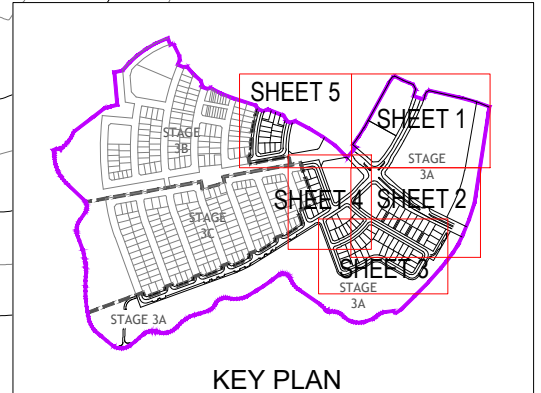 SHEET 5
SHEET 1
STAGE
3B
STAGE
3A
SHEET 4
SHEET 2
STAGE
3C
SHEET 3
STAGE
3A
STAGE 3A
KEY PLAN